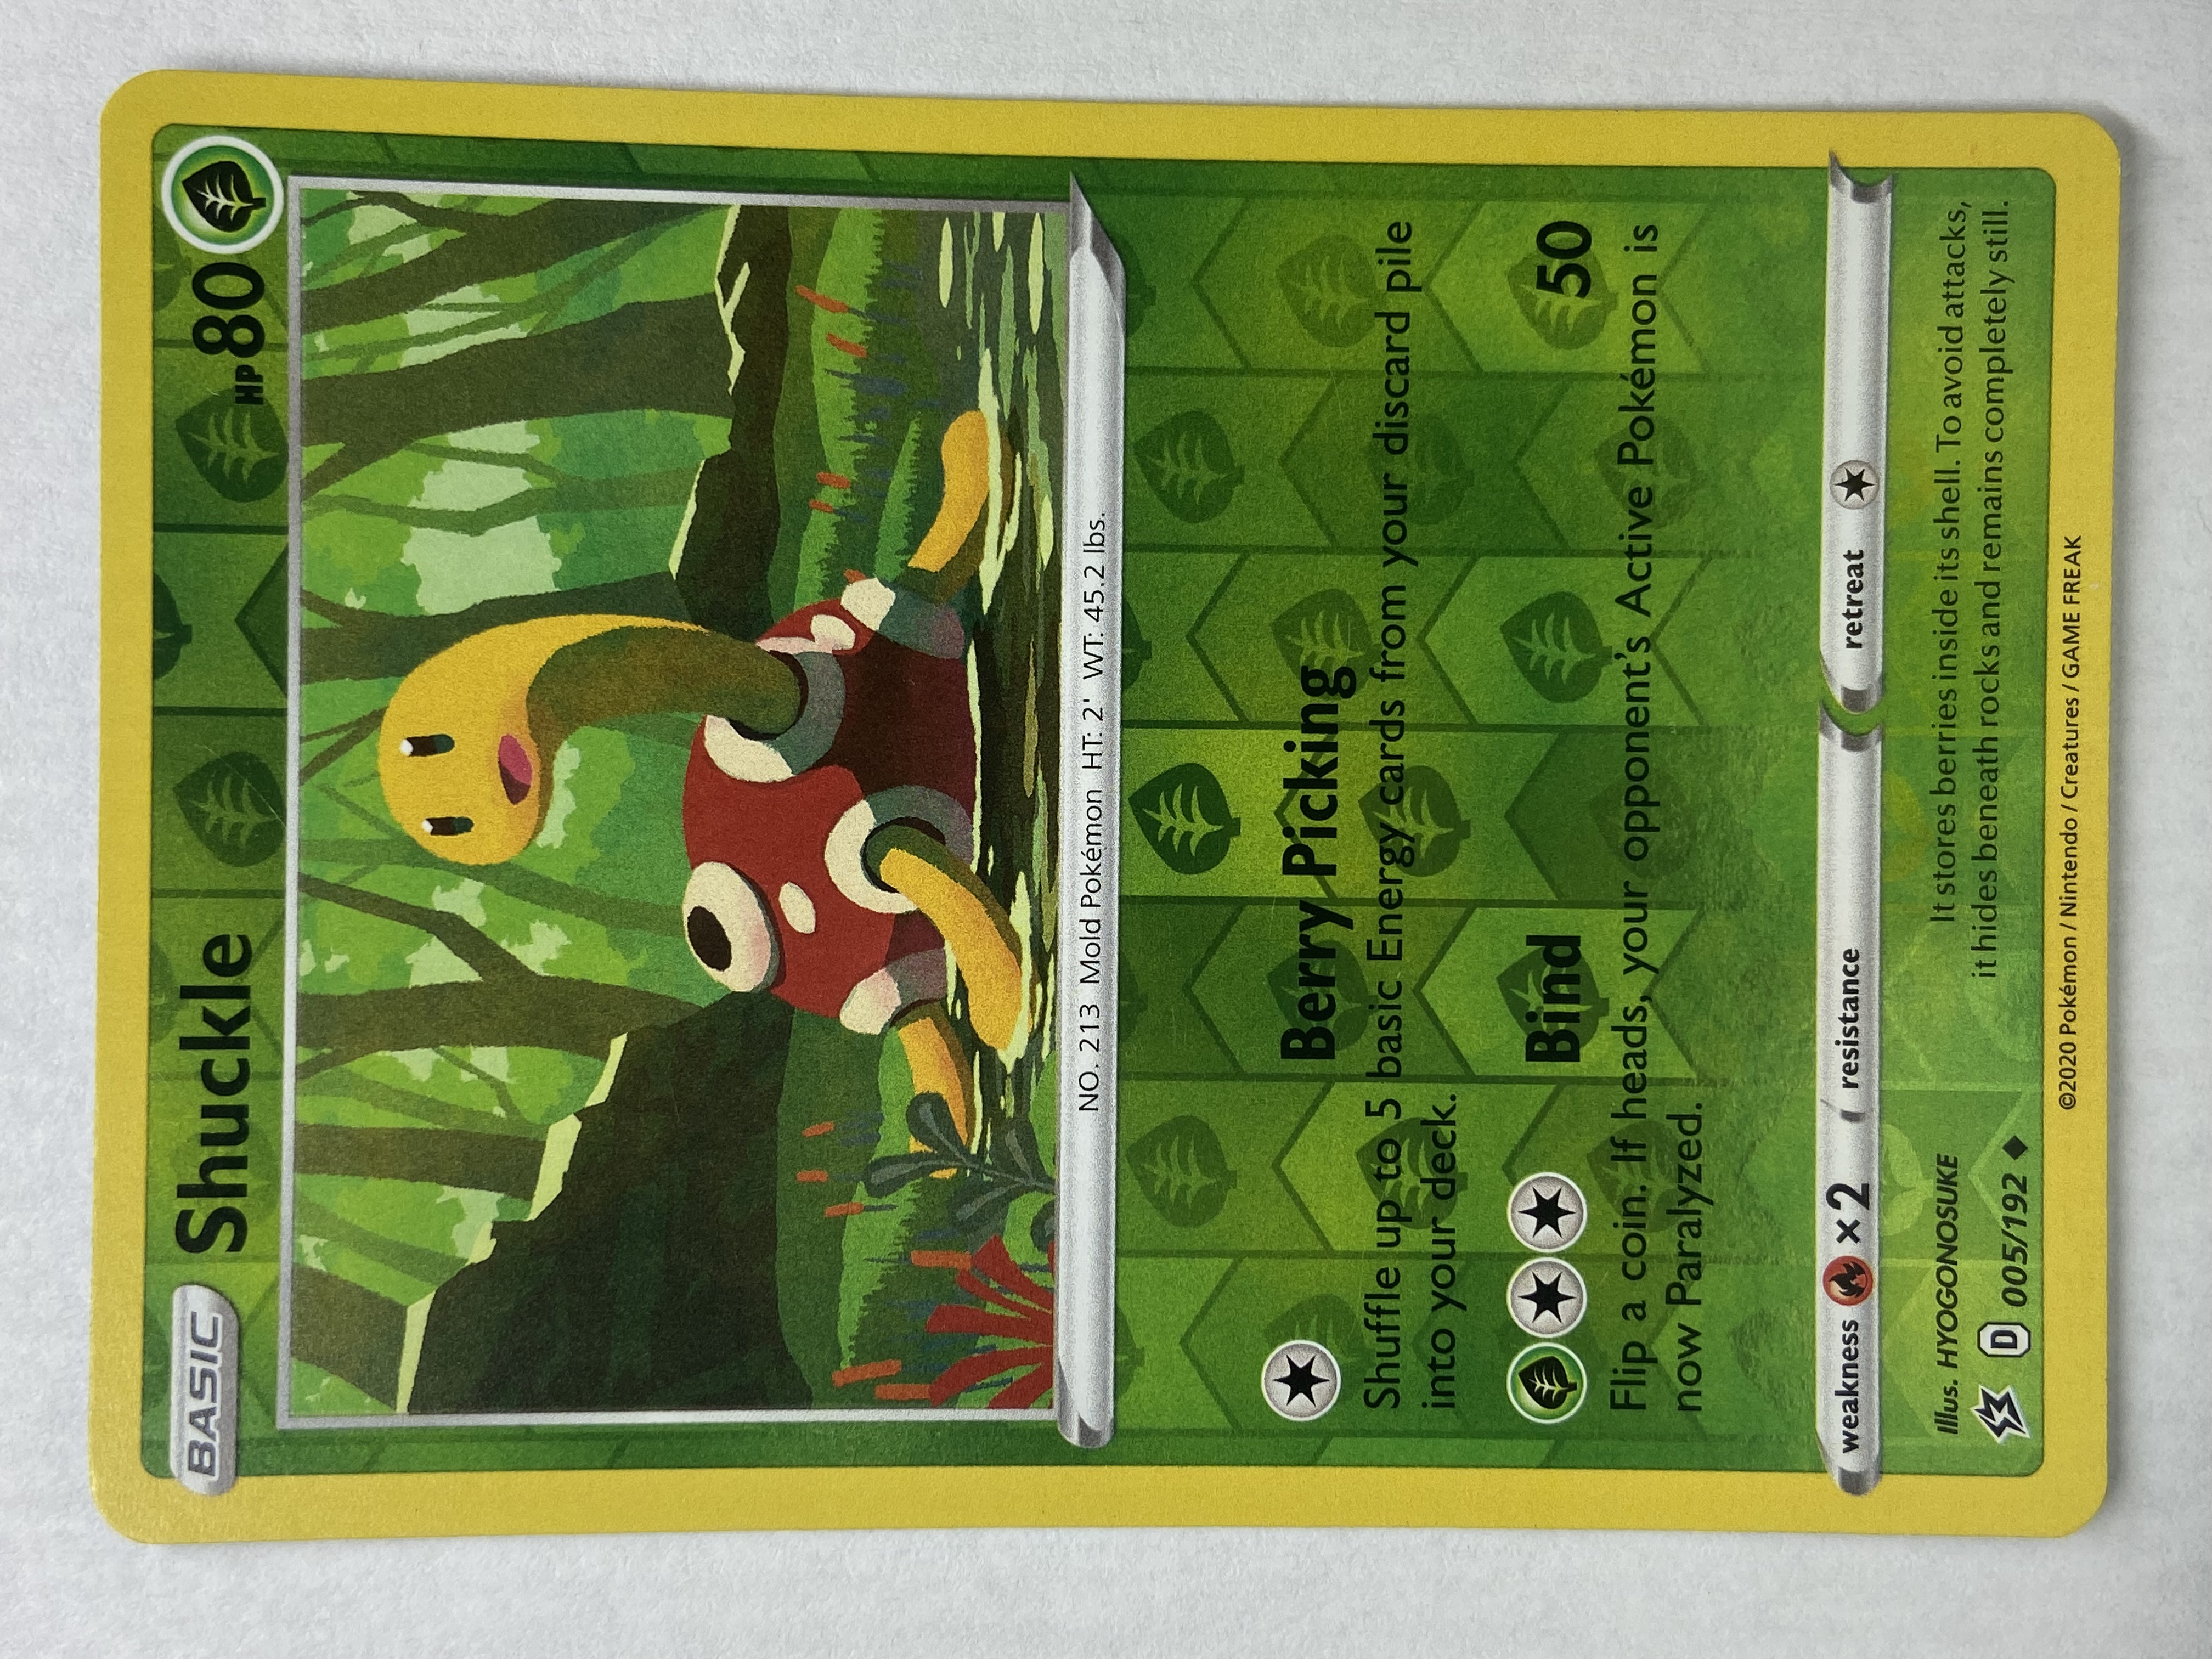 BASIC Shuckle HP 80
NO. 213 Mold Pokémon HT: 2' WT: 45.2 lbs.
Berry Picking
Shuffle up to 5 basic Energy cards from your discard pile
into your deck.
Bind 50
Flip a coin. If heads, your opponent's Active Pokémon is
now Paralyzed.
weakness ×2 resistance retreat
Illus. HYOGONOSUKE
It stores berries inside its shell. To avoid attacks,
it hides beneath rocks and remains completely still.
D 005/192
©2020 Pokémon / Nintendo / Creatures / GAME FREAK